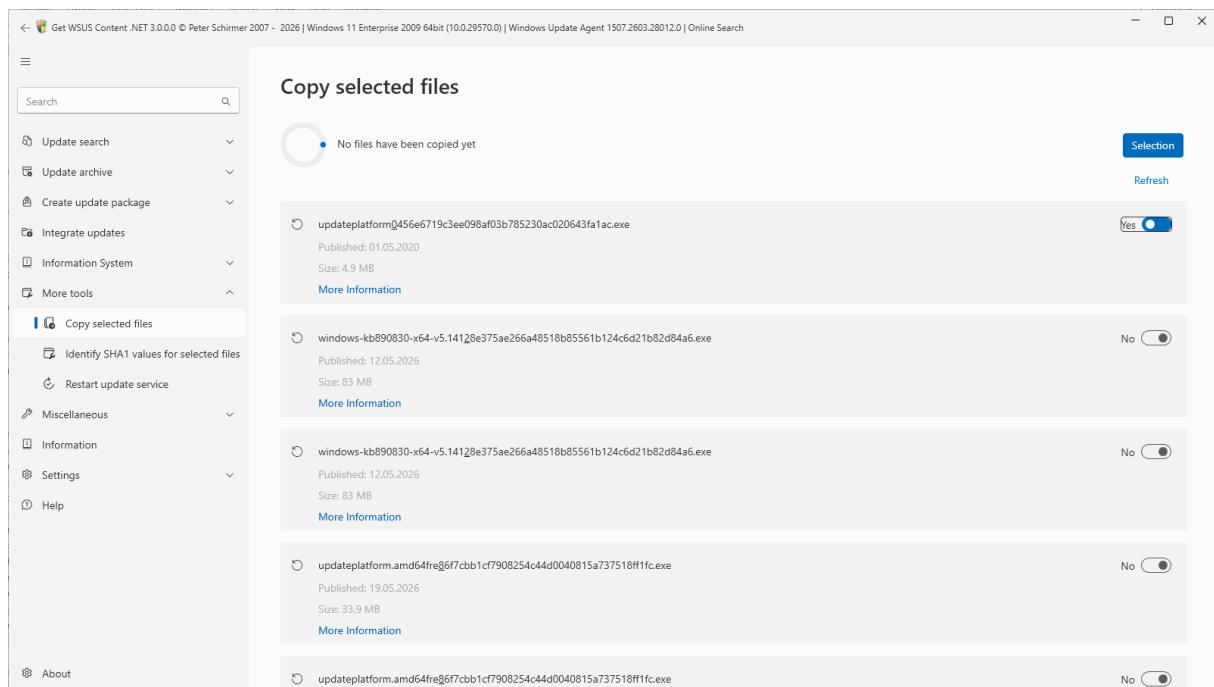 Get WSUS Content .NET 3.0.0.0 © Peter Schirmer 2007 - 2026 | Windows 11 Enterprise 2009 64bit (10.0.29570.0) | Windows Update Agent 1507.2603.28012.0 | Online Search
Search
Update search
Update archive
Create update package
Integrate updates
Information System
More tools
Copy selected files
Identify SHA1 values for selected files
Restart update service
Miscellaneous
Information
Settings
Help
About
Copy selected files
No files have been copied yet
Selection
Refresh
updateplatform0456e6719c3ee098af03b785230ac020643fa1ac.exe
Yes
Published: 01.05.2020
Size: 4,9 MB
More Information
windows-kb890830-x64-v5.14128e375ae266a48518b85561b124c6d21b82d84a6.exe
No
Published: 12.05.2026
Size: 83 MB
More Information
windows-kb890830-x64-v5.14128e375ae266a48518b85561b124c6d21b82d84a6.exe
No
Published: 12.05.2026
Size: 83 MB
More Information
updateplatform.amd64fre86f7cbb1cf7908254c44d0040815a737518ff1fc.exe
No
Published: 19.05.2026
Size: 33,9 MB
More Information
updateplatform.amd64fre86f7cbb1cf7908254c44d0040815a737518ff1fc.exe
No